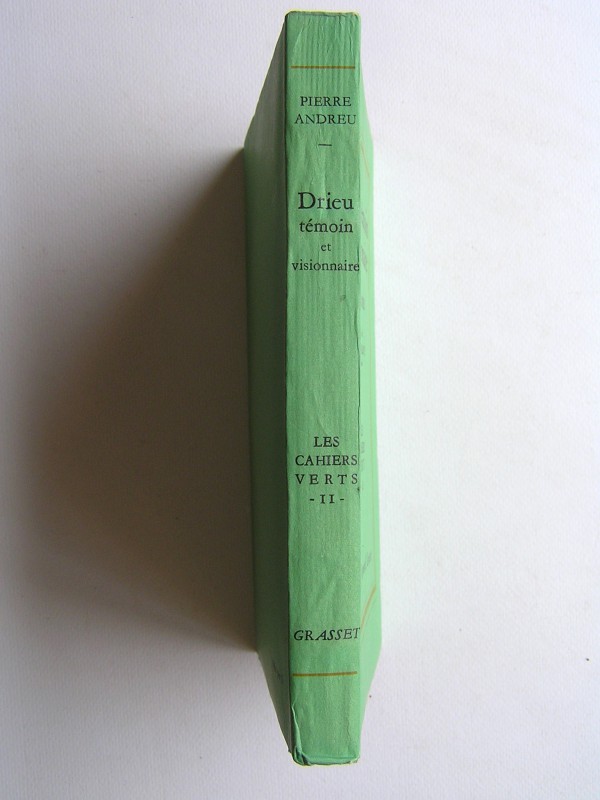 PIERRE
ANDREU
—
Drieu
témoin
et
visionnaire
LES
CAHIERS
VERTS
- II -
GRASSET